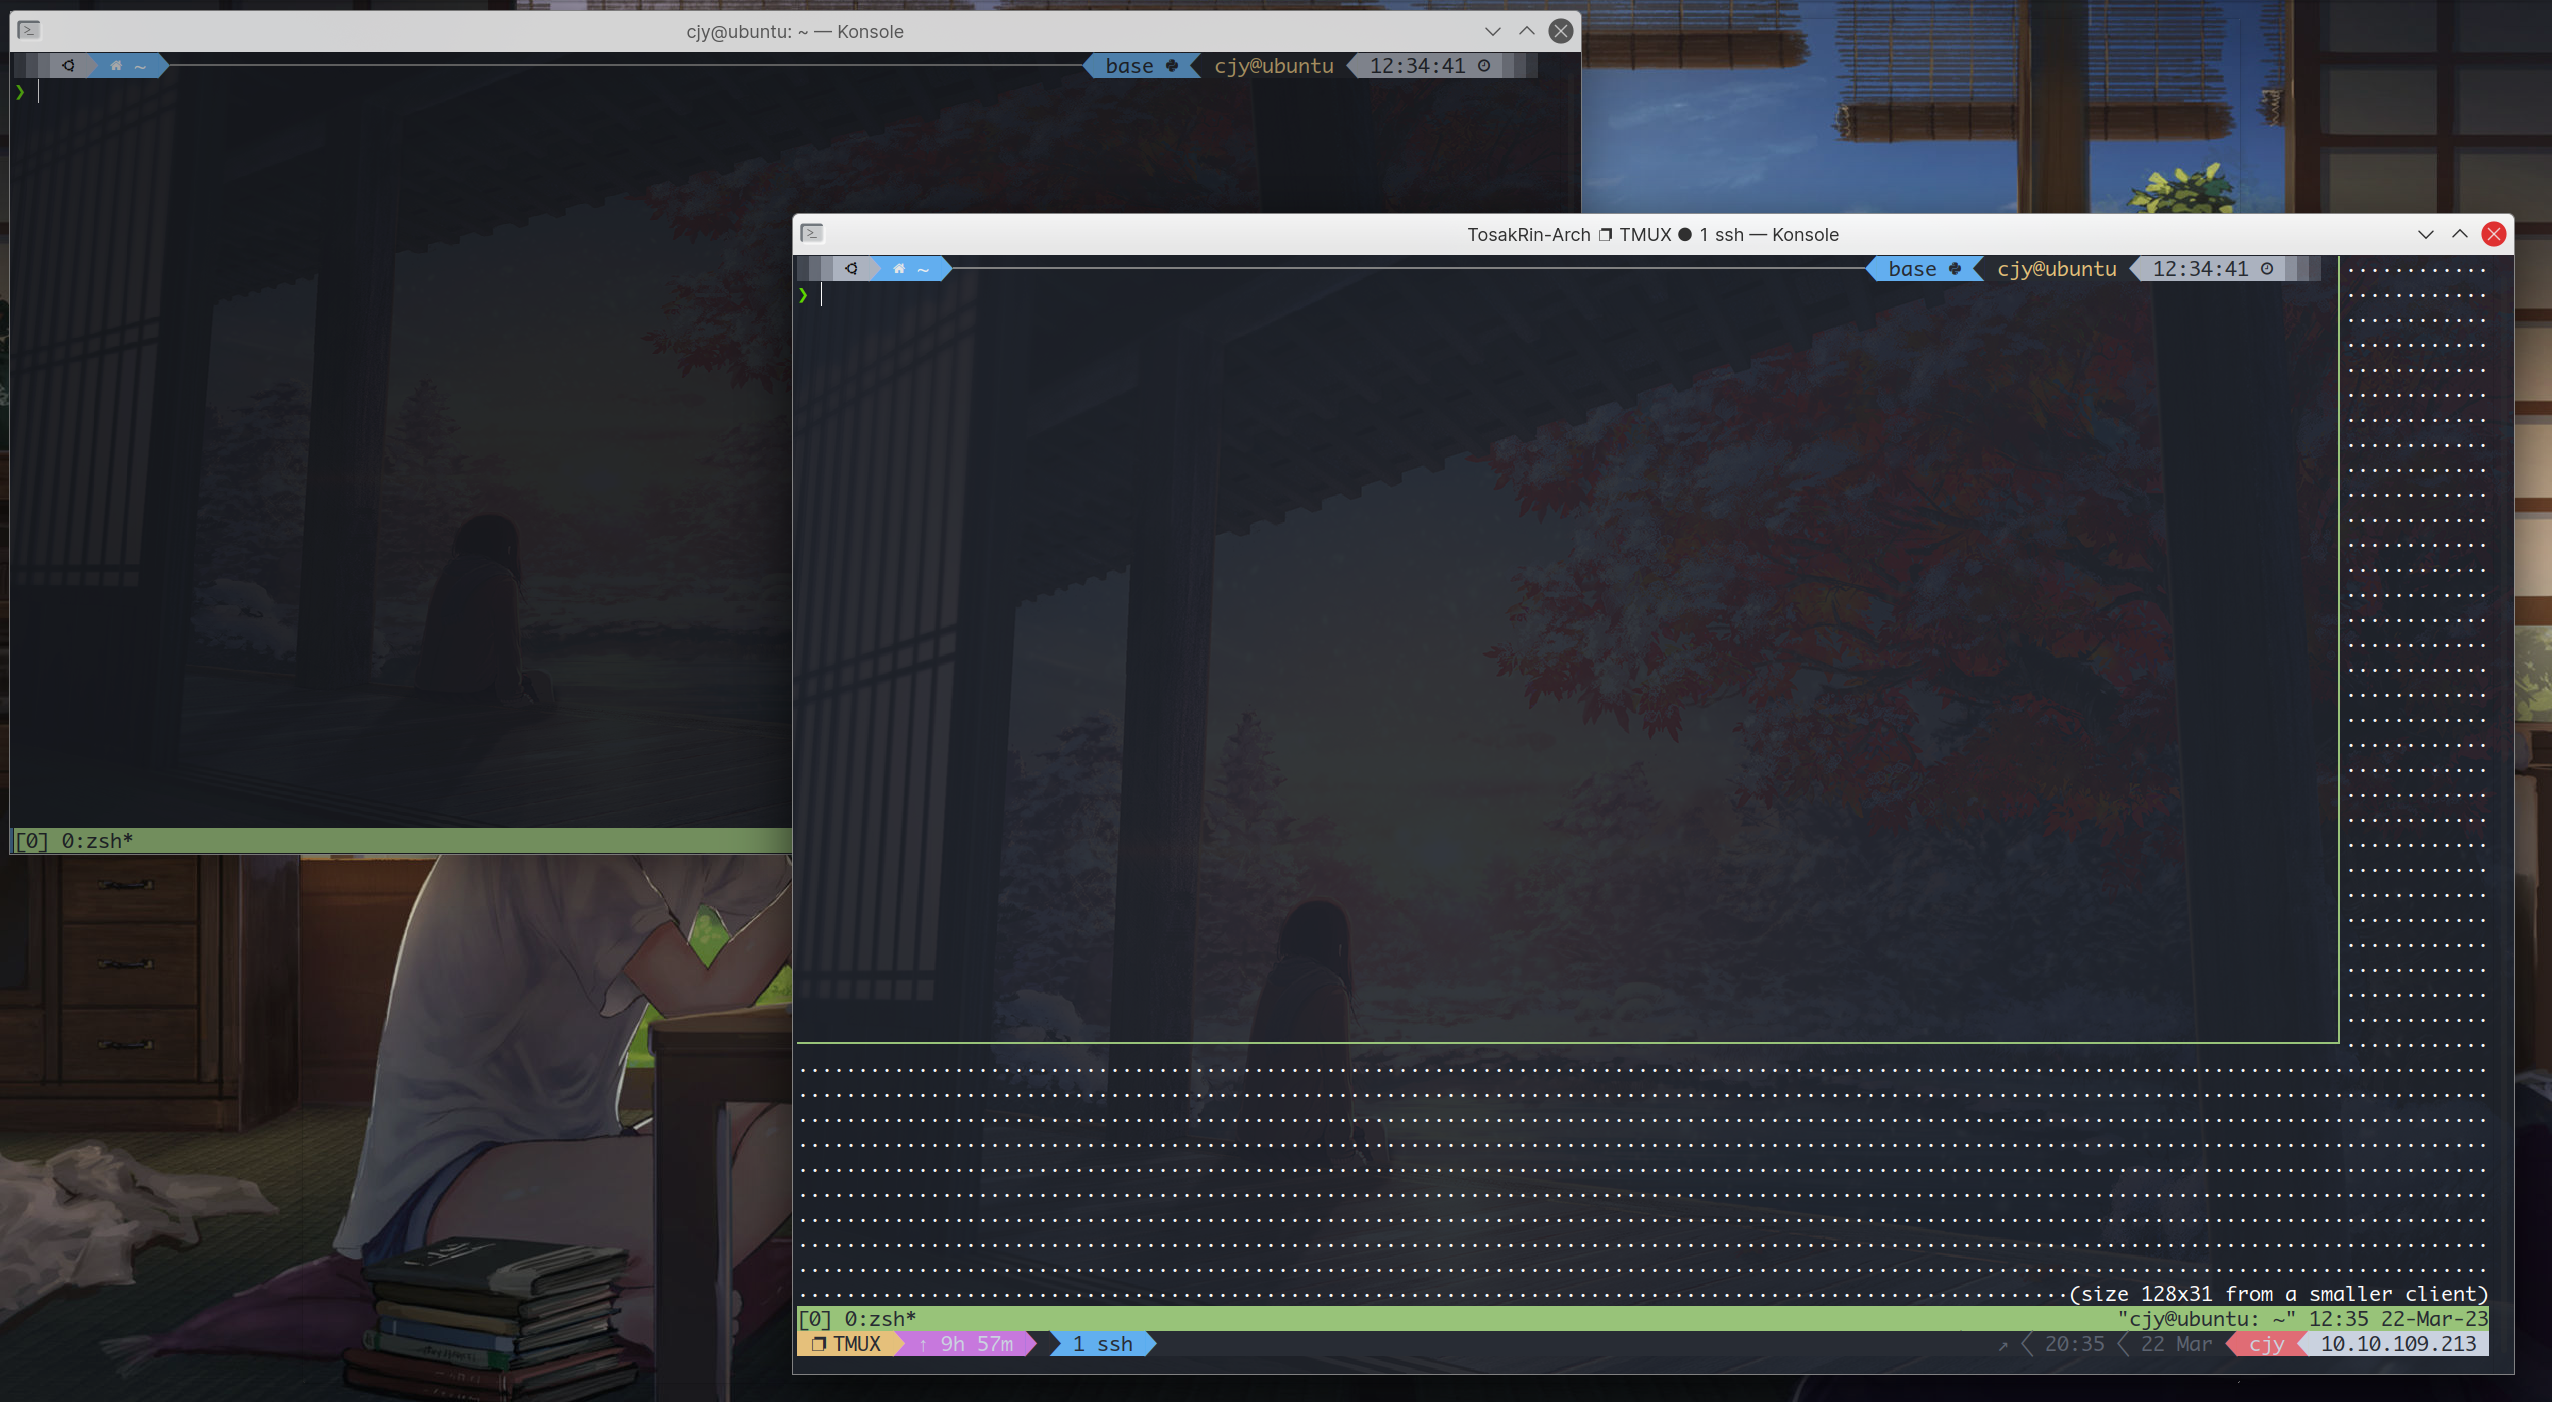 cjy@ubuntu: ~ — Konsole
~ base cjy@ubuntu 12:34:41
❯
[0] 0:zsh*
TosakRin-Arch ❐ TMUX ● 1 ssh — Konsole
~ base cjy@ubuntu 12:34:41
❯
(size 128x31 from a smaller client)
[0] 0:zsh* "cjy@ubuntu: ~" 12:35 22-Mar-23
❐ TMUX ↑ 9h 57m 1 ssh ↗ 20:35 22 Mar cjy 10.10.109.213